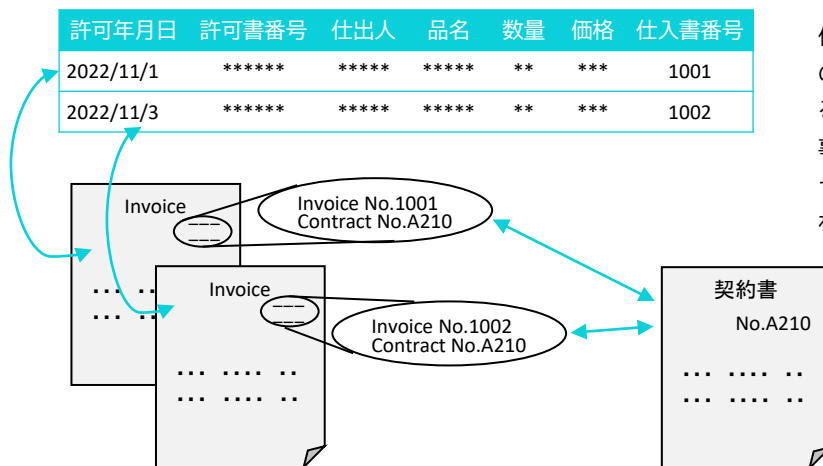 許可年月日 許可書番号 仕出人 品名 数量 価格 仕入書番号
2022/11/1 ****** ***** ***** ** *** 1001
2022/11/3 ****** ***** ***** ** *** 1002
Invoice
Invoice No.1001
Contract No.A210
Invoice
Invoice No.1002
Contract No.A210
契約書
No.A210